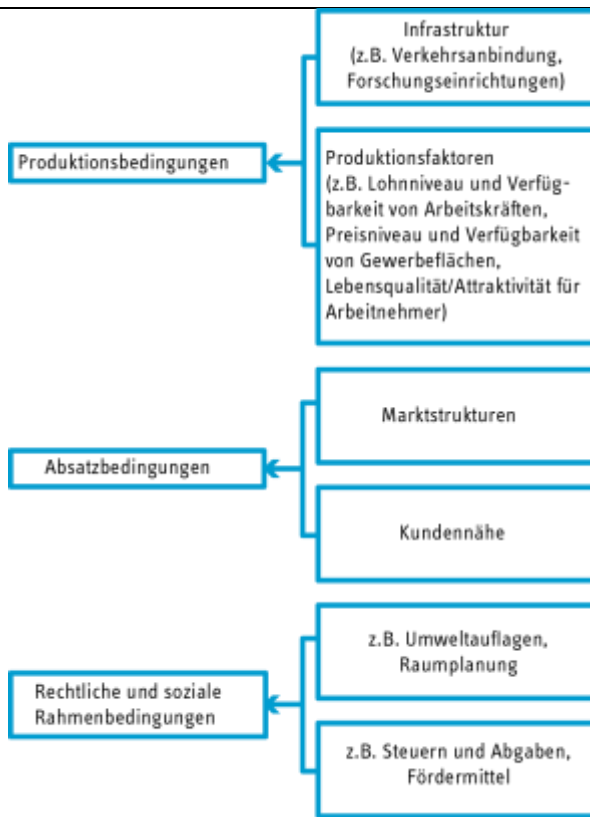 Infrastruktur
(z.B. Verkehrsanbindung,
Forschungseinrichtungen)
Produktionsbedingungen
Produktionsfaktoren
(z.B. Lohnniveau und Verfüg-
barkeit von Arbeitskräften,
Preisniveau und Verfügbarkeit
von Gewerbeflächen,
Lebensqualität/Attraktivität für
Arbeitnehmer)
Marktstrukturen
Absatzbedingungen
Kundennähe
z.B. Umweltauflagen,
Raumplanung
Rechtliche und soziale
Rahmenbedingungen
z.B. Steuern und Abgaben,
Fördermittel